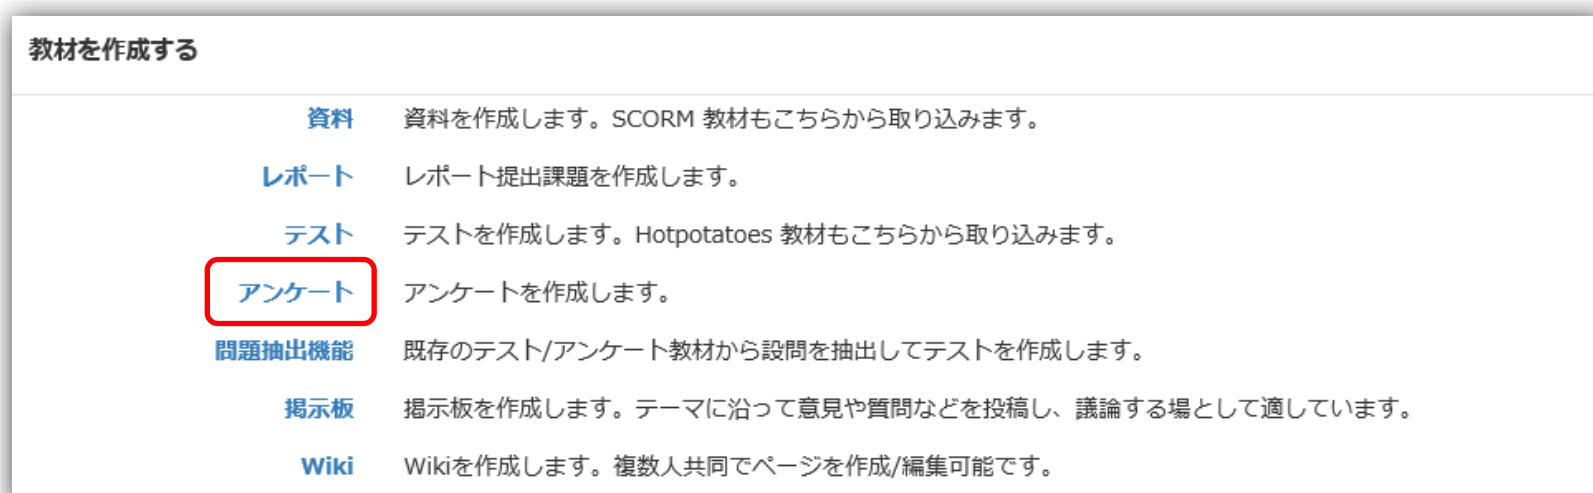 教材を作成する
資料 資料を作成します。SCORM 教材もこちらから取り込みます。
レポート レポート提出課題を作成します。
テスト テストを作成します。Hotpotatoes 教材もこちらから取り込みます。
アンケート アンケートを作成します。
問題抽出機能 既存のテスト/アンケート教材から設問を抽出してテストを作成します。
掲示板 掲示板を作成します。テーマに沿って意見や質問などを投稿し、議論する場として適しています。
Wiki Wikiを作成します。複数人共同でページを作成/編集可能です。